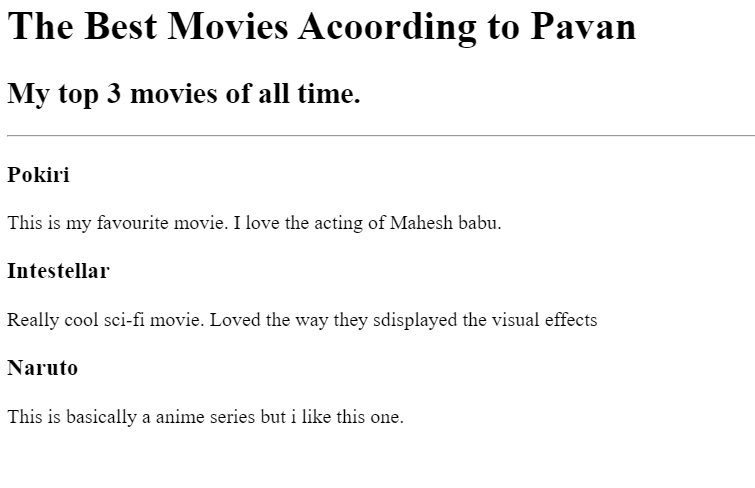 The Best Movies Acoording to Pavan
My top 3 movies of all time.
Pokiri
This is my favourite movie. I love the acting of Mahesh babu.
Intestellar
Really cool sci-fi movie. Loved the way they sdisplayed the visual effects
Naruto
This is basically a anime series but i like this one.